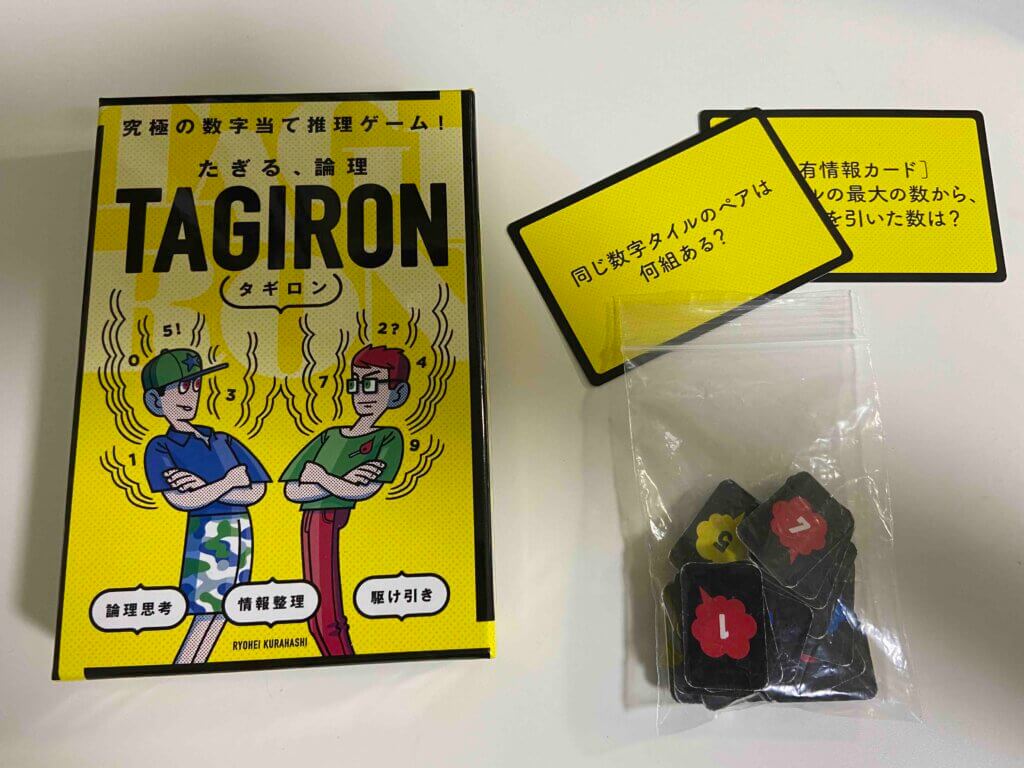 究極の数字当て推理ゲーム！
たぎる、論理
TAGIRON
タギロン
5!
2?
0
4
3
7
1
9
論理思考
情報整理
駆け引き
RYOHEI KURAHASHI
同じ数字タイルのペアは
何組ある？
有情報カード］
ルの最大の数から、
を引いた数は？
5
7
1